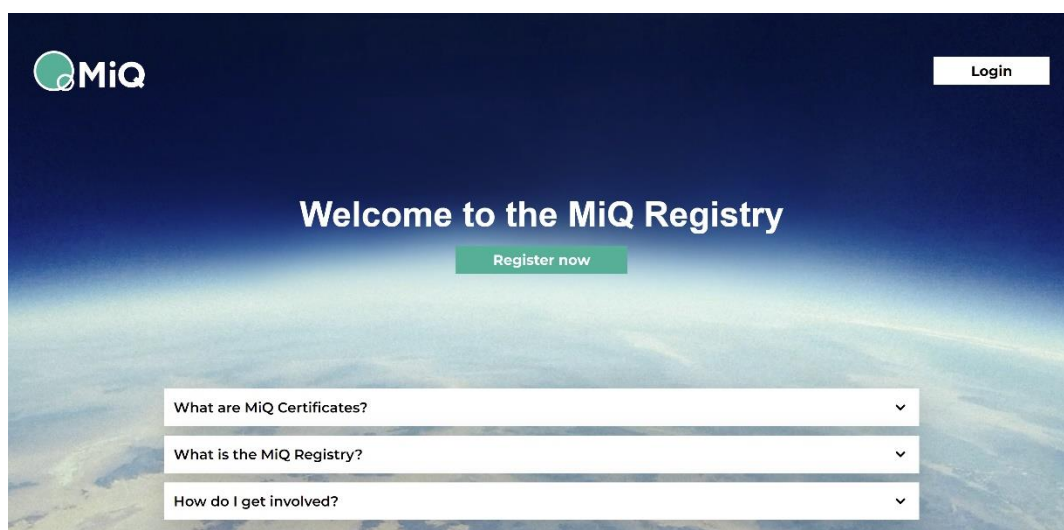 MiQ
Login
Welcome to the MiQ Registry
Register now
What are MiQ Certificates?
What is the MiQ Registry?
How do I get involved?